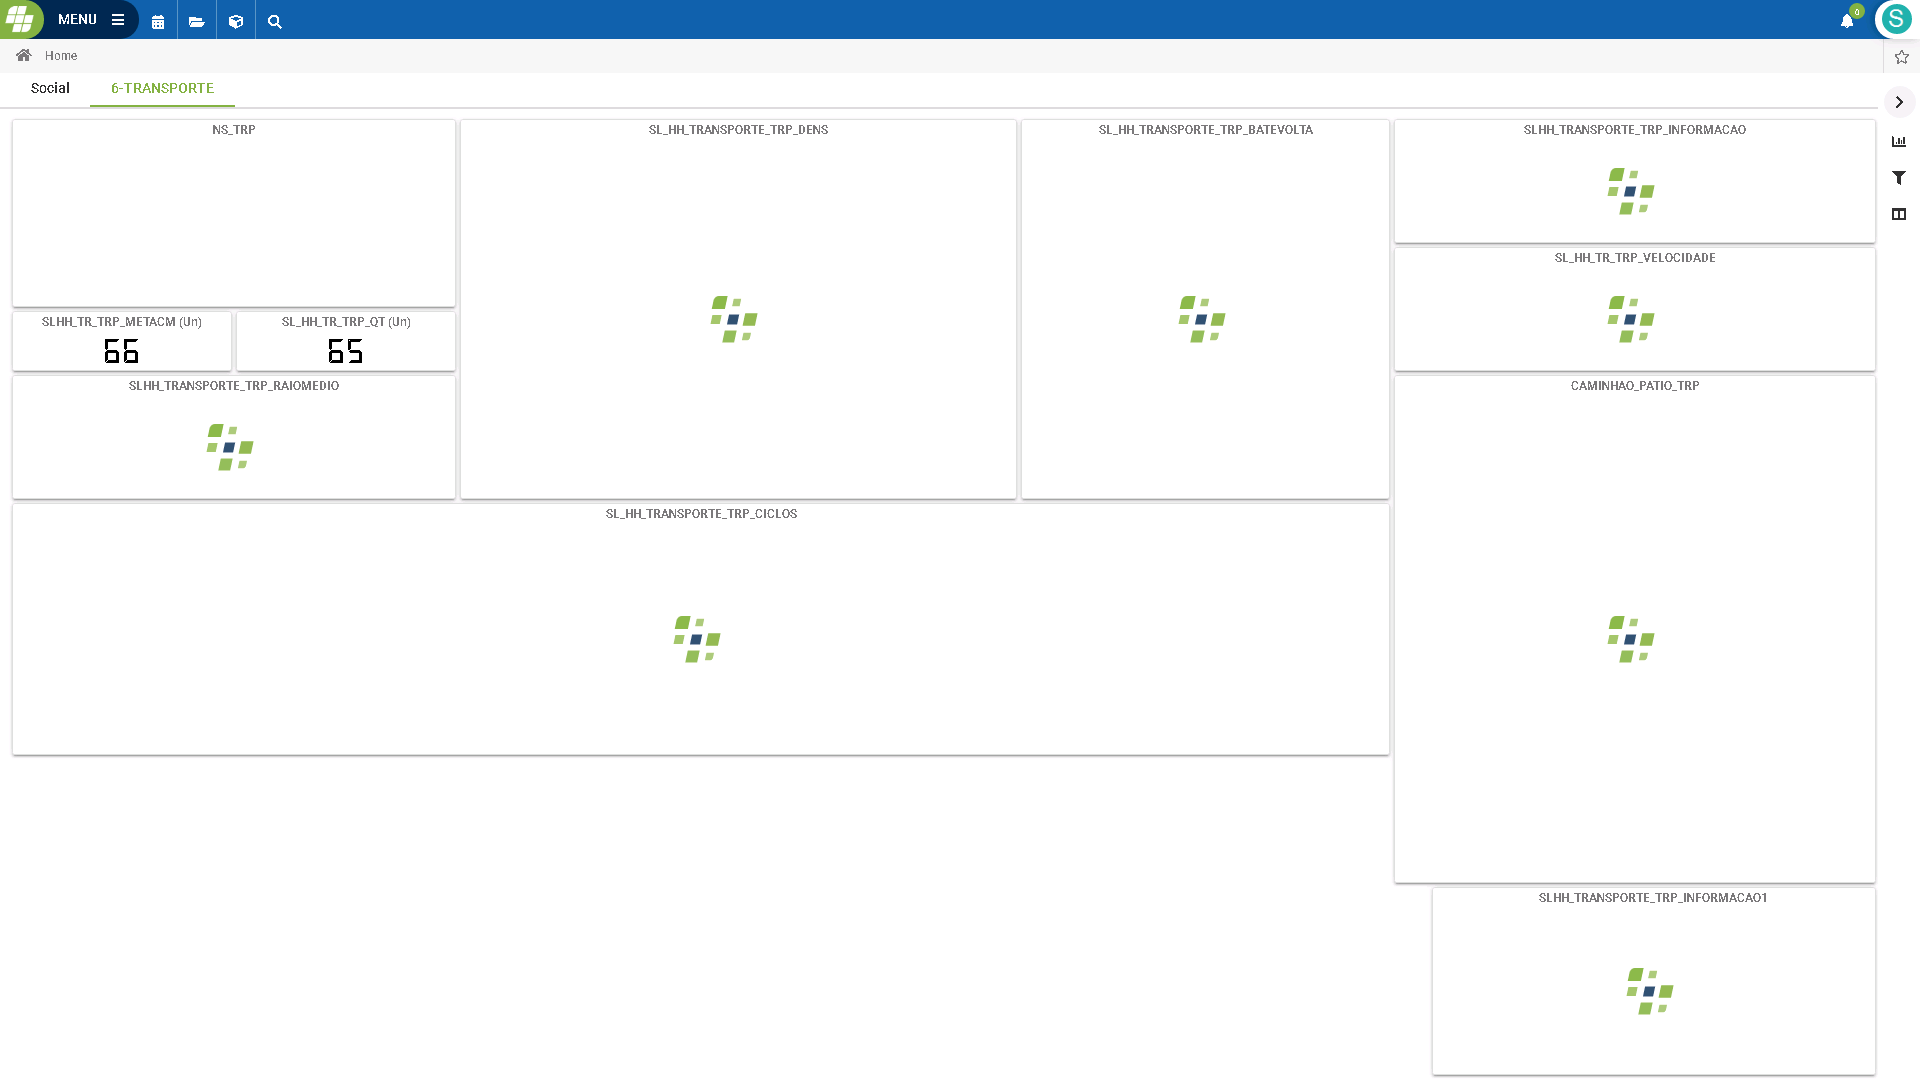 MENU
0
S
Home
Social
6-TRANSPORTE
NS_TRP
SL_HH_TRANSPORTE_TRP_DENS
SL_HH_TRANSPORTE_TRP_BATEVOLTA
SLHH_TRANSPORTE_TRP_INFORMACAO
SL_HH_TR_TRP_VELOCIDADE
SLHH_TR_TRP_METACM (Un)
66
SL_HH_TR_TRP_QT (Un)
65
SLHH_TRANSPORTE_TRP_RAIOMEDIO
CAMINHAO_PATIO_TRP
SL_HH_TRANSPORTE_TRP_CICLOS
SLHH_TRANSPORTE_TRP_INFORMACAO1